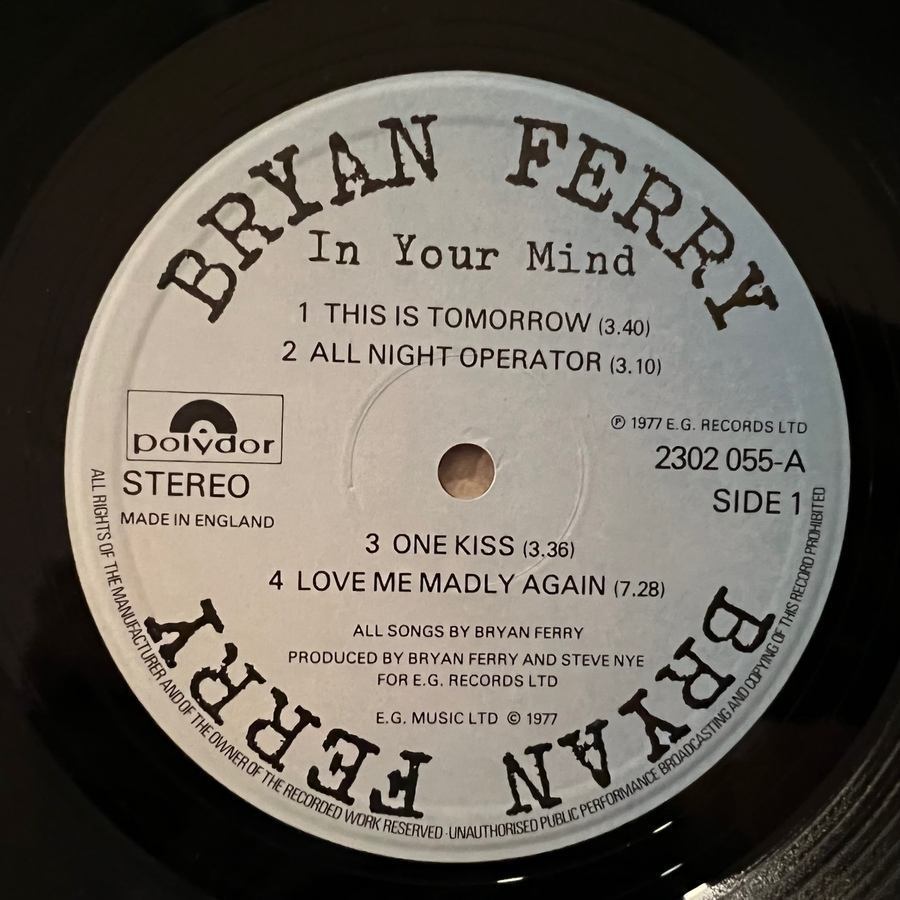 BRYAN FERRY
In Your Mind
1 THIS IS TOMORROW (3.40)
2 ALL NIGHT OPERATOR (3.10)
polydor
STEREO
MADE IN ENGLAND
℗ 1977 E.G. RECORDS LTD
2302 055-A
SIDE 1
3 ONE KISS (3.36)
4 LOVE ME MADLY AGAIN (7.28)
ALL SONGS BY BRYAN FERRY
PRODUCED BY BRYAN FERRY AND STEVE NYE
FOR E.G. RECORDS LTD
E.G. MUSIC LTD © 1977
BRYAN FERRY
ALL RIGHTS OF THE MANUFACTURER AND OF THE OWNER OF THE RECORDED WORK RESERVED · UNAUTHORISED PUBLIC PERFORMANCE BROADCASTING AND COPYING OF THIS RECORD PROHIBITED